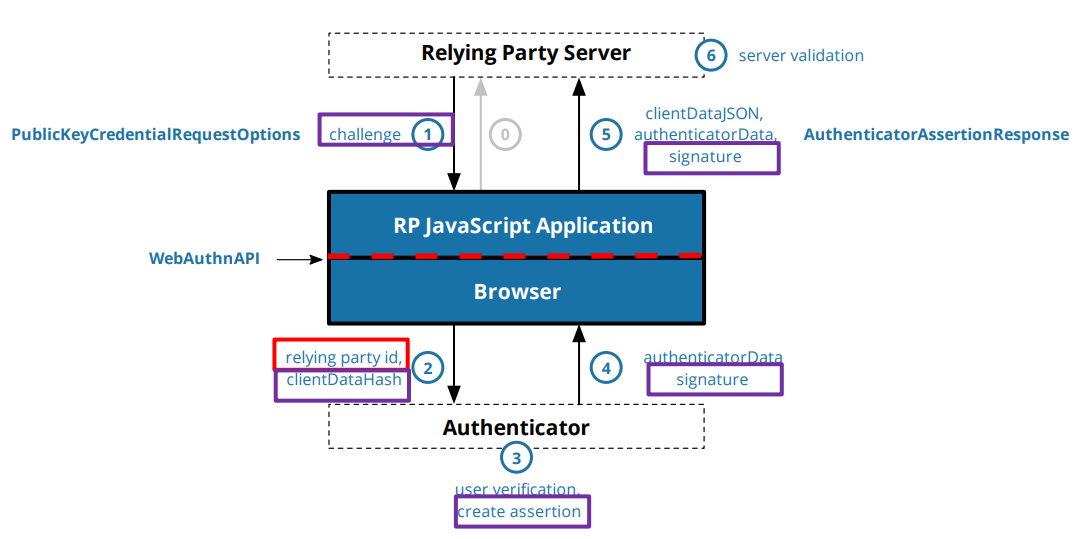 Relying Party Server
6
server validation
PublicKeyCredentialRequestOptions
challenge
1
0
5
clientDataJSON,
authenticatorData,
signature
AuthenticatorAssertionResponse
RP JavaScript Application
WebAuthnAPI
Browser
relying party id,
clientDataHash
2
4
authenticatorData
signature
Authenticator
3
user verification,
create assertion